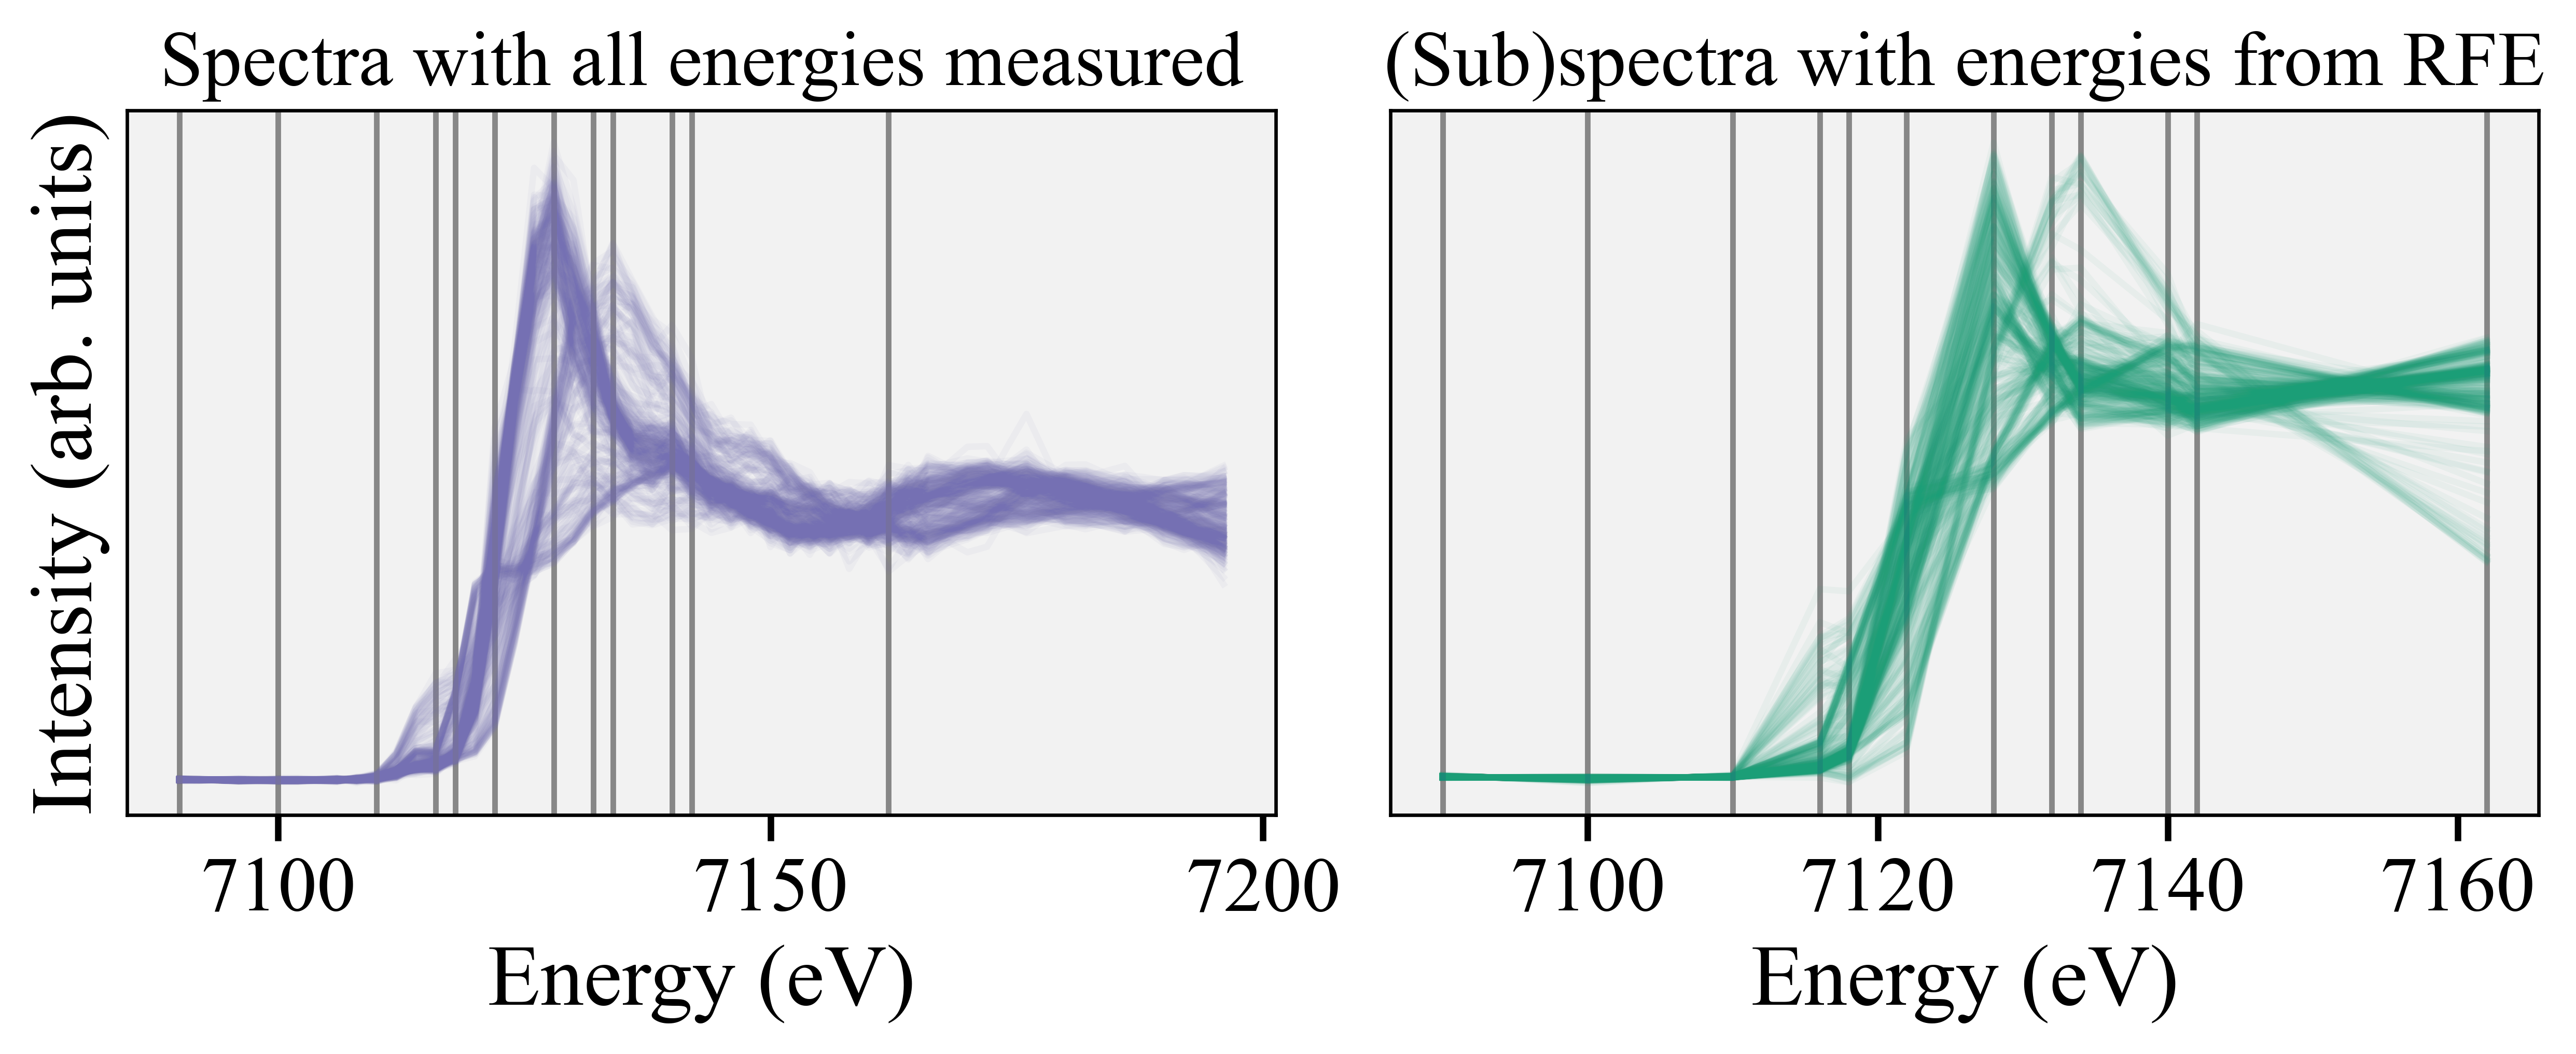 Spectra with all energies measured
(Sub)spectra with energies from RFE
Intensity (arb. units)
7100
7150
7200
7100
7120
7140
7160
Energy (eV)
Energy (eV)